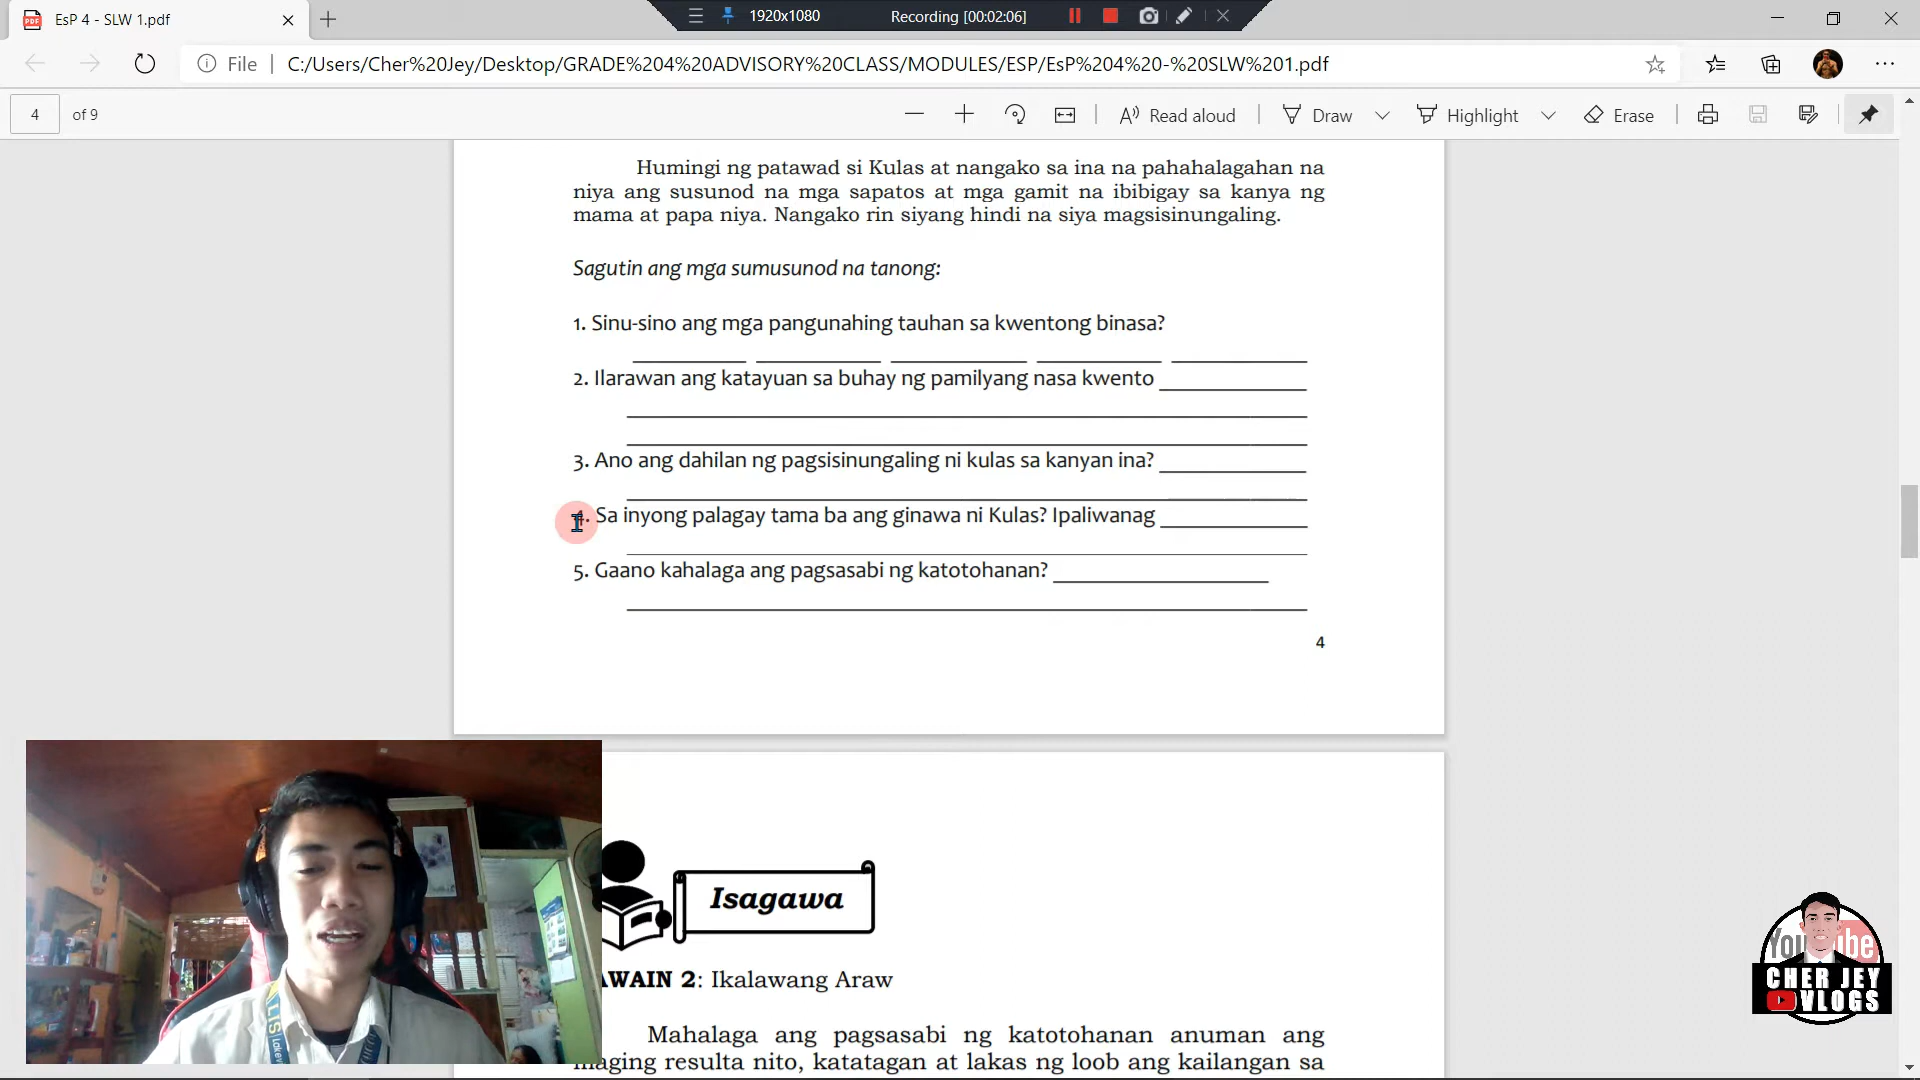 EsP 4 - SLW 1.pdf
1920x1080
Recording [00:02:06]
File
C:/Users/Cher%20Jey/Desktop/GRADE%204%20ADVISORY%20CLASS/MODULES/ESP/EsP%204%20-%20SLW%201.pdf
4 of 9
Read aloud
Draw
Highlight
Erase
Humingi ng patawad si Kulas at nangako sa ina na pahahalagahan na
niya ang susunod na mga sapatos at mga gamit na ibibigay sa kanya ng
mama at papa niya. Nangako rin siyang hindi na siya magsisinungaling.
Sagutin ang mga sumusunod na tanong:
1. Sinu-sino ang mga pangunahing tauhan sa kwentong binasa?
2. Ilarawan ang katayuan sa buhay ng pamilyang nasa kwento
3. Ano ang dahilan ng pagsisinungaling ni kulas sa kanyan ina?
4. Sa inyong palagay tama ba ang ginawa ni Kulas? Ipaliwanag
5. Gaano kahalaga ang pagsasabi ng katotohanan?
4
Isagawa
AWAIN 2: Ikalawang Araw
Mahalaga ang pagsasabi ng katotohanan anuman ang
maging resulta nito, katatagan at lakas ng loob ang kailangan sa
LIS
YouTube
CHER JEY
VLOGS